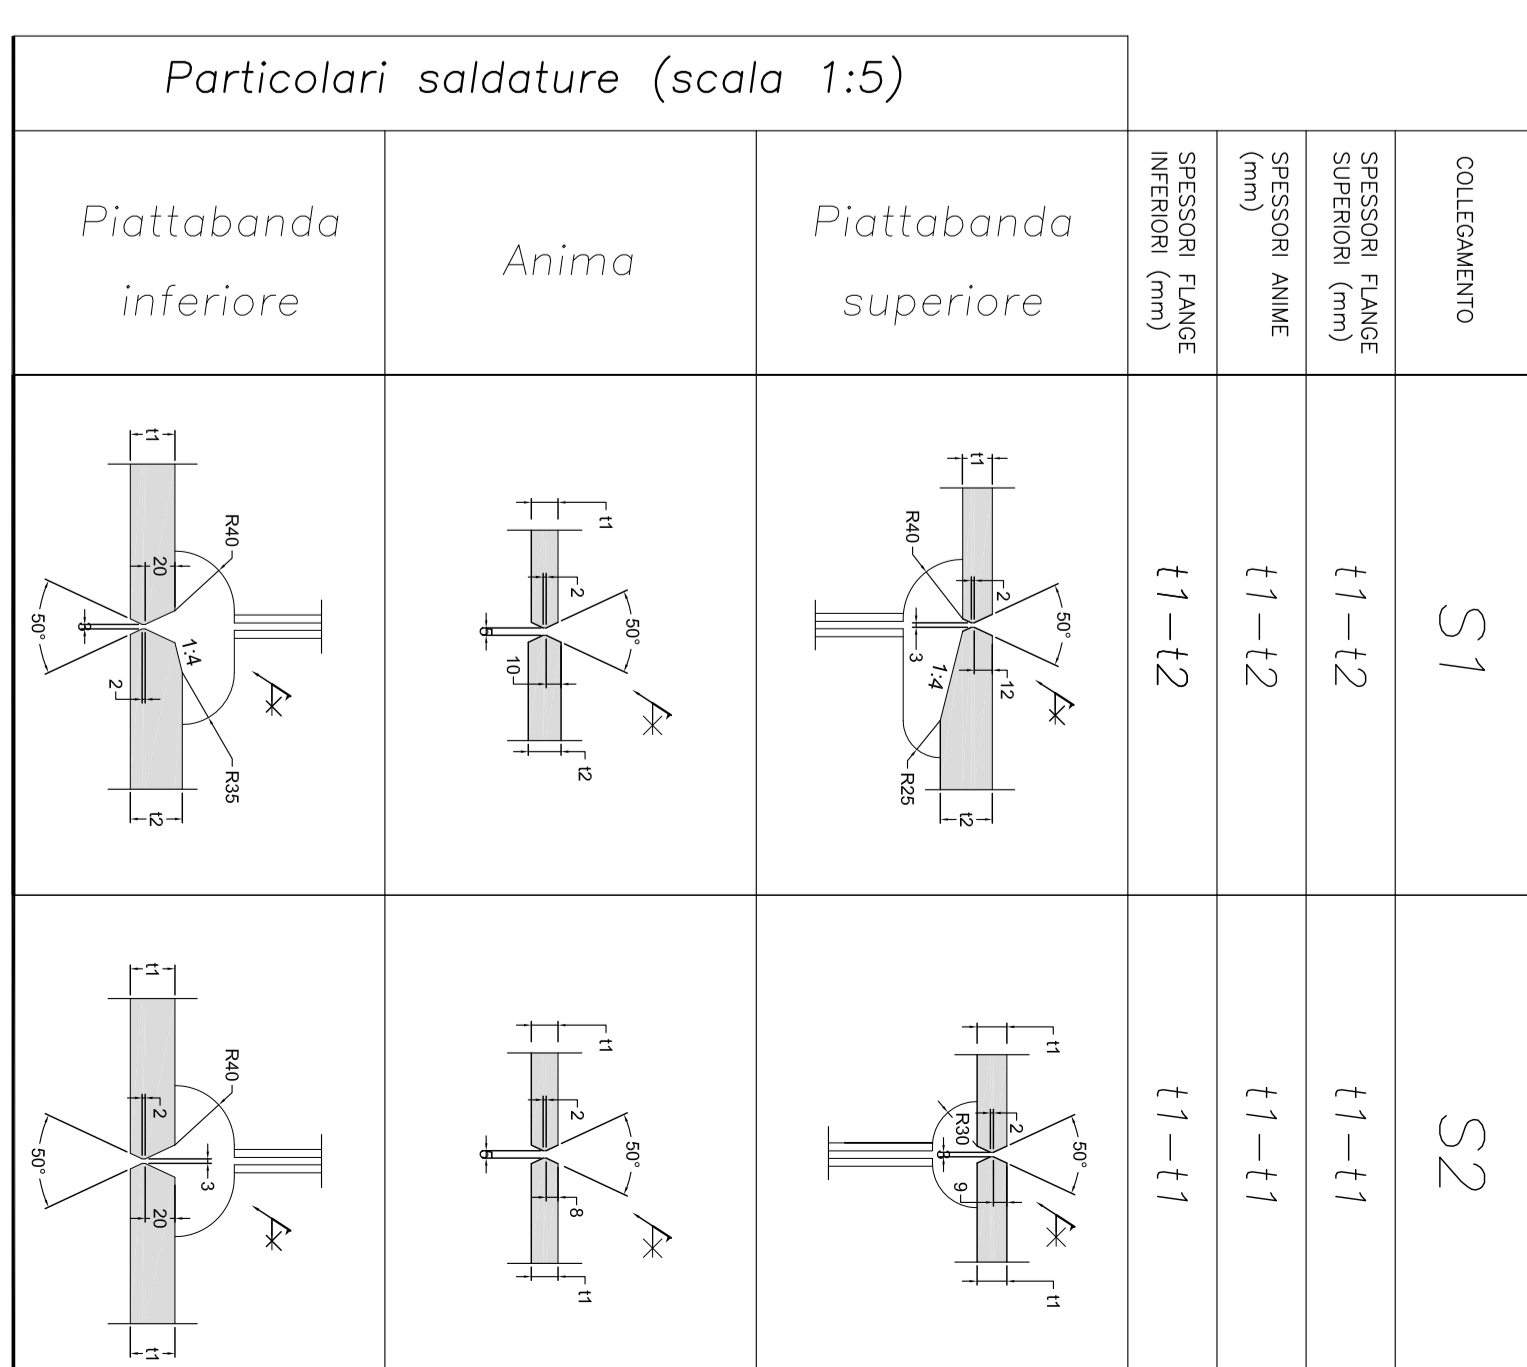 Particolari saldature (scala 1:5)
Piattabanda
inferiore
Anima
Piattabanda
superiore
SPESSORI FLANGE
INFERIORI (mm)
SPESSORI ANIME
(mm)
SPESSORI FLANGE
SUPERIORI (mm)
COLLEGAMENTO
t1
R40
20
50°
3
1:4
2
R35
t2
t1
2
50°
10
t2
t1
R40
2
50°
3
1:4
12
R25
t2
t1-t2
t1-t2
t1-t2
S1
t1
R40
2
50°
3
20
t1
t1
2
50°
8
t1
t1
R30
2
50°
3
9
t1
t1-t1
t1-t1
t1-t1
S2